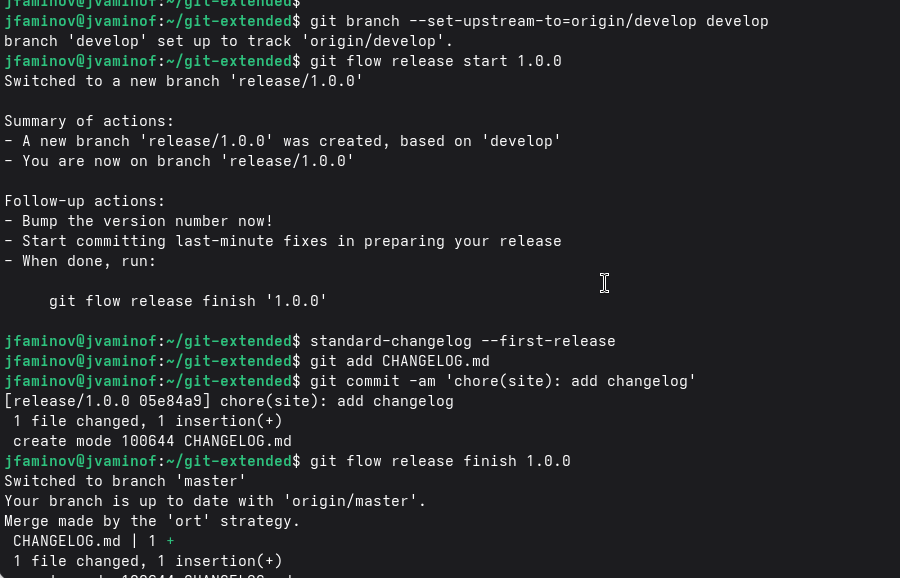 jfaminov@jvaminof:~/git-extended$
jfaminov@jvaminof:~/git-extended$ git branch --set-upstream-to=origin/develop develop
branch 'develop' set up to track 'origin/develop'.
jfaminov@jvaminof:~/git-extended$ git flow release start 1.0.0
Switched to a new branch 'release/1.0.0'

Summary of actions:
- A new branch 'release/1.0.0' was created, based on 'develop'
- You are now on branch 'release/1.0.0'

Follow-up actions:
- Bump the version number now!
- Start committing last-minute fixes in preparing your release
- When done, run:

     git flow release finish '1.0.0'

jfaminov@jvaminof:~/git-extended$ standard-changelog --first-release
jfaminov@jvaminof:~/git-extended$ git add CHANGELOG.md
jfaminov@jvaminof:~/git-extended$ git commit -am 'chore(site): add changelog'
[release/1.0.0 05e84a9] chore(site): add changelog
 1 file changed, 1 insertion(+)
 create mode 100644 CHANGELOG.md
jfaminov@jvaminof:~/git-extended$ git flow release finish 1.0.0
Switched to branch 'master'
Your branch is up to date with 'origin/master'.
Merge made by the 'ort' strategy.
 CHANGELOG.md | 1 +
 1 file changed, 1 insertion(+)